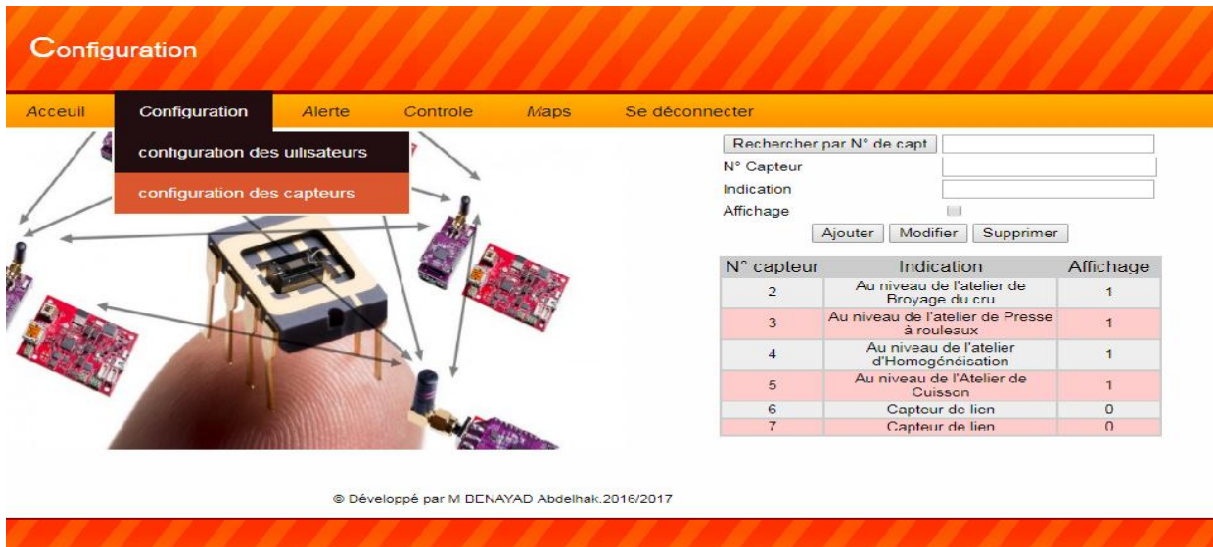 Configuration
Acceuil Configuration Alerte Controle Maps Se déconnecter
configuration des uilisateurs
configuration des capteurs
Rechercher par N° de capt
N° Capteur
Indication
Affichage
Ajouter Modifier Supprimer
N° capteur Indication Affichage
2 Au niveau de l'atelier de Broyage du cru 1
3 Au niveau de l'atelier de Presse à rouleaux 1
4 Au niveau de l'atelier d'Homogénéisation 1
5 Au niveau de l'Atelier de Cuisson 1
6 Capteur de lien 0
7 Capteur de lien 0
© Développé par M BENAYAD Abdelhak.2016/2017